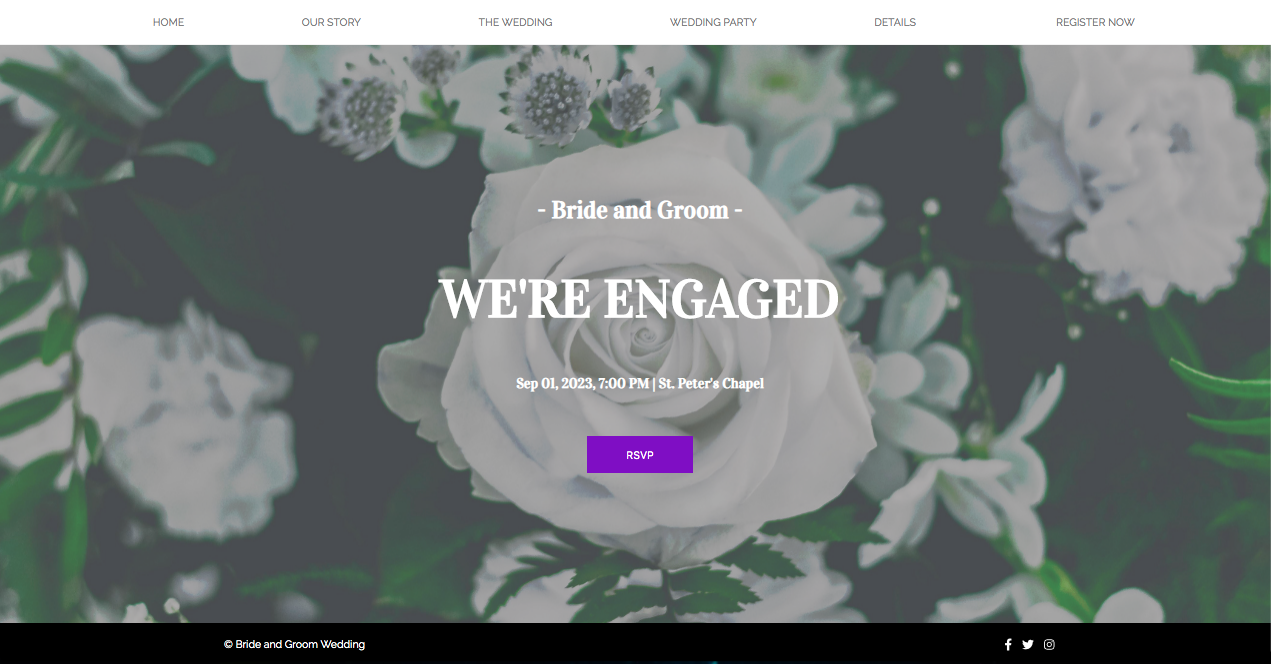 HOME OUR STORY THE WEDDING WEDDING PARTY DETAILS REGISTER NOW
- Bride and Groom -
WE'RE ENGAGED
Sep 01, 2023, 7:00 PM | St. Peter's Chapel
RSVP
© Bride and Groom Wedding